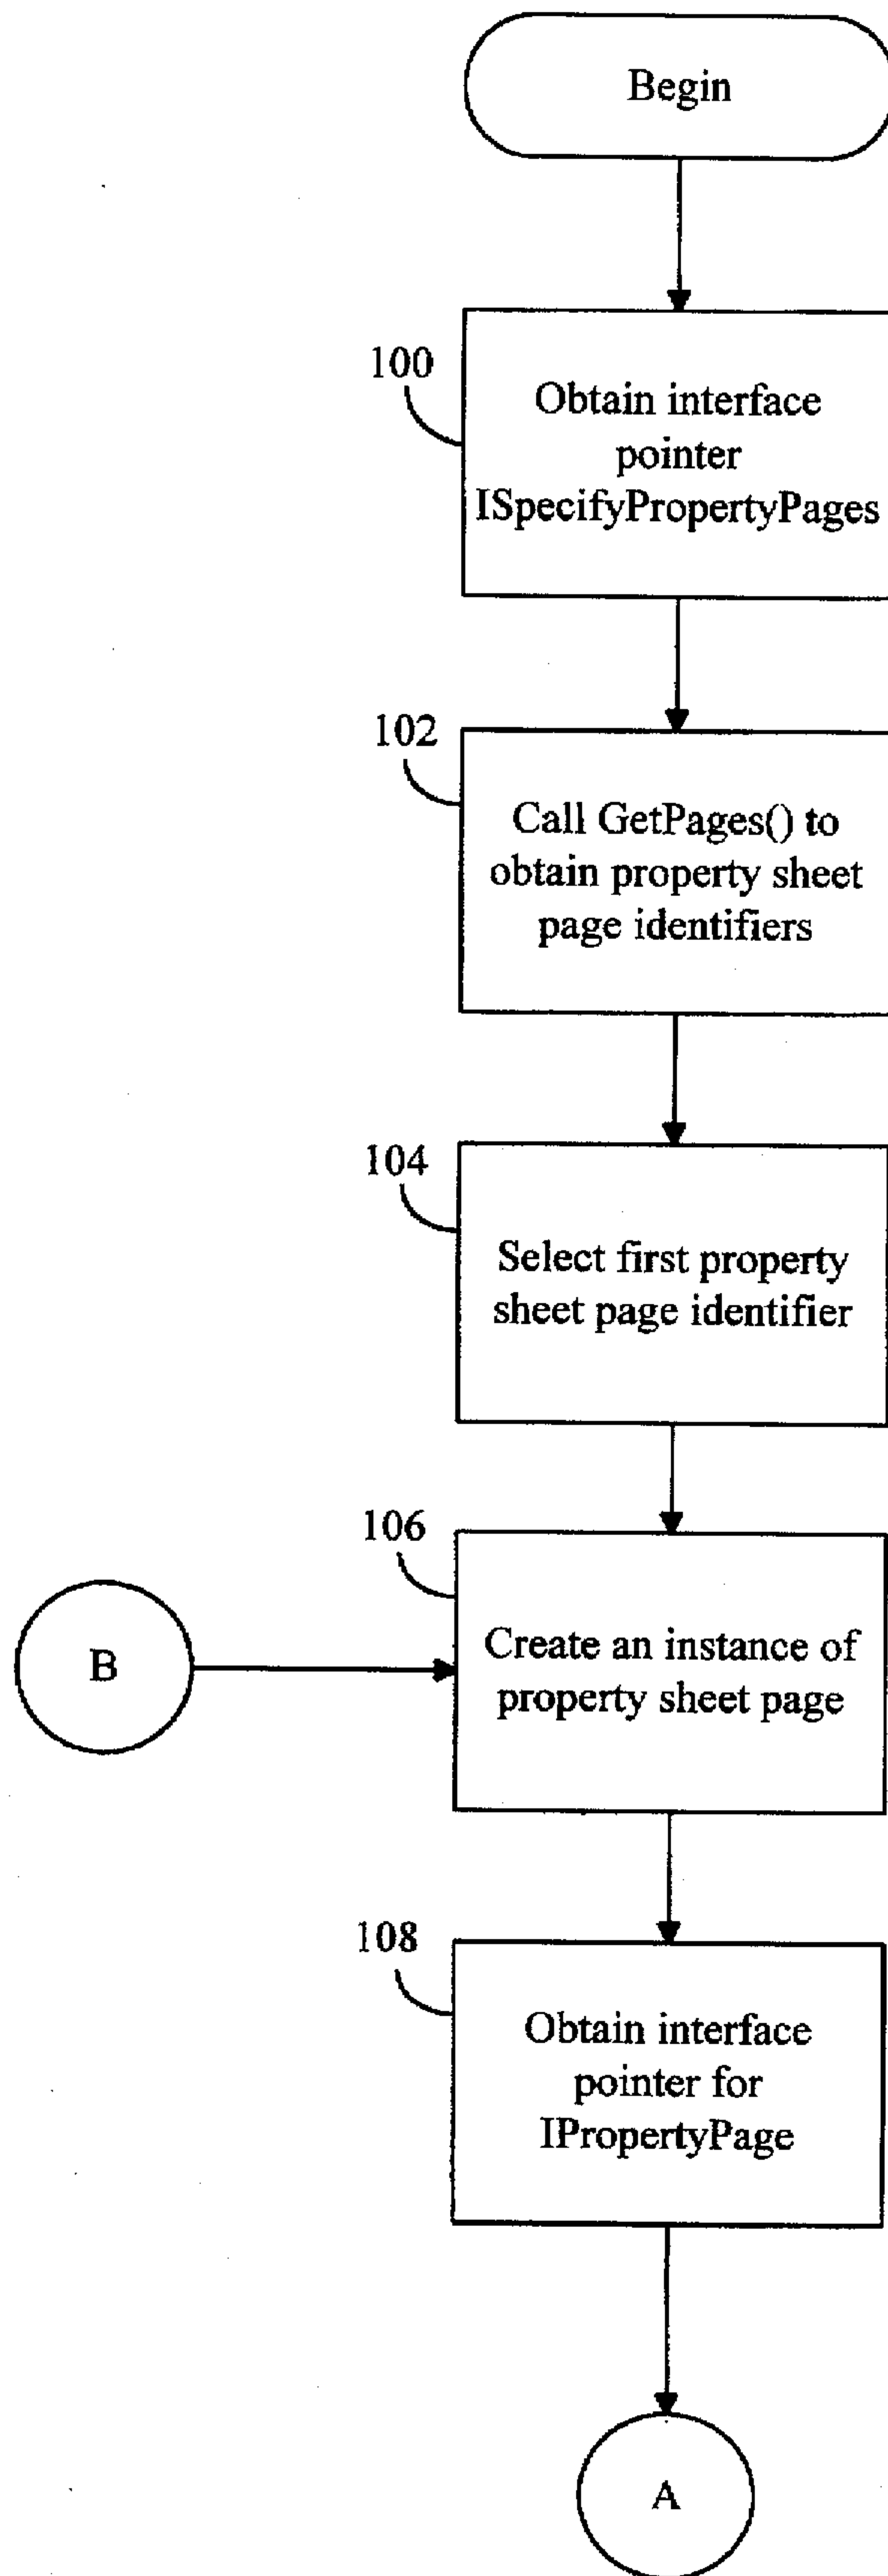 Begin
100
Obtain interface
pointer
ISpecifyPropertyPages
102
Call GetPages() to
obtain property sheet
page identifiers
104
Select first property
sheet page identifier
106
B
Create an instance of
property sheet page
108
Obtain interface
pointer for
IPropertyPage
A